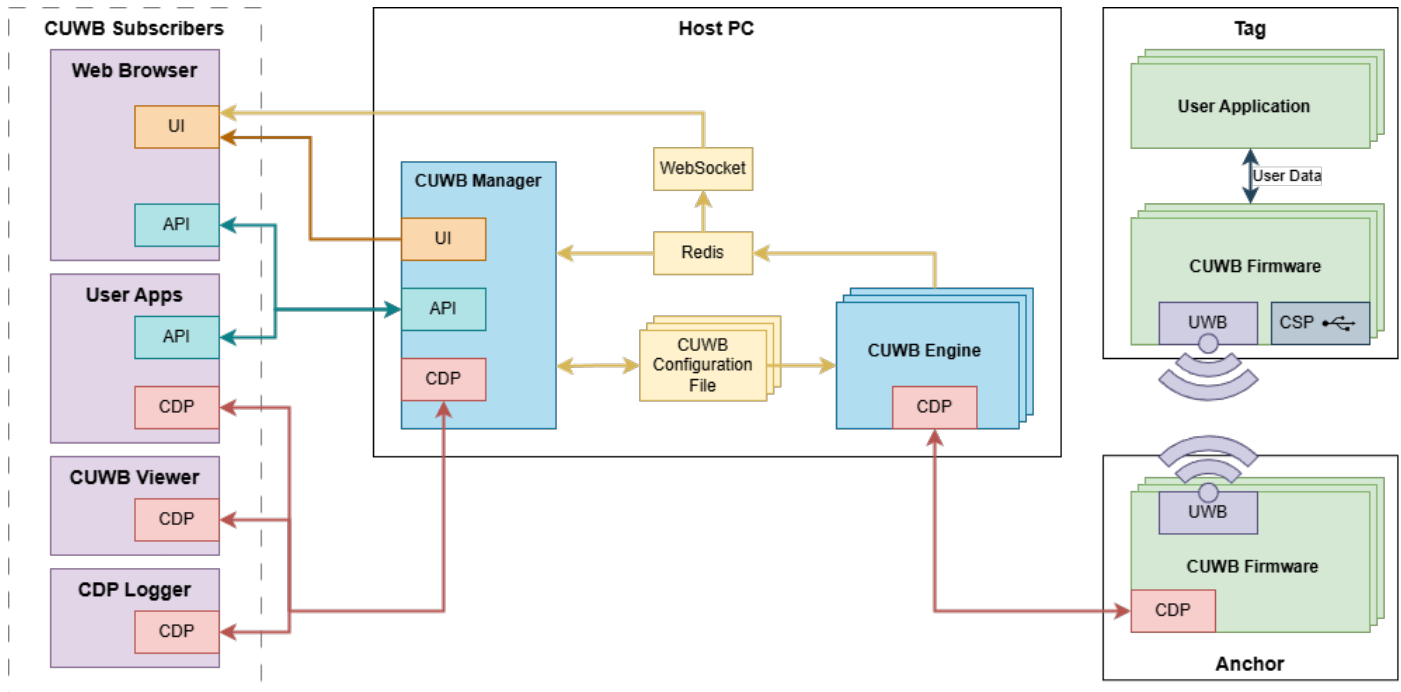 CUWB Subscribers
Web Browser
UI
API
User Apps
API
CDP
CUWB Viewer
CDP
CDP Logger
CDP
Host PC
CUWB Manager
UI
API
CDP
WebSocket
Redis
CUWB
Configuration
File
CUWB Engine
CDP
Tag
User Application
User Data
CUWB Firmware
UWB
CSP
UWB
CUWB Firmware
CDP
Anchor